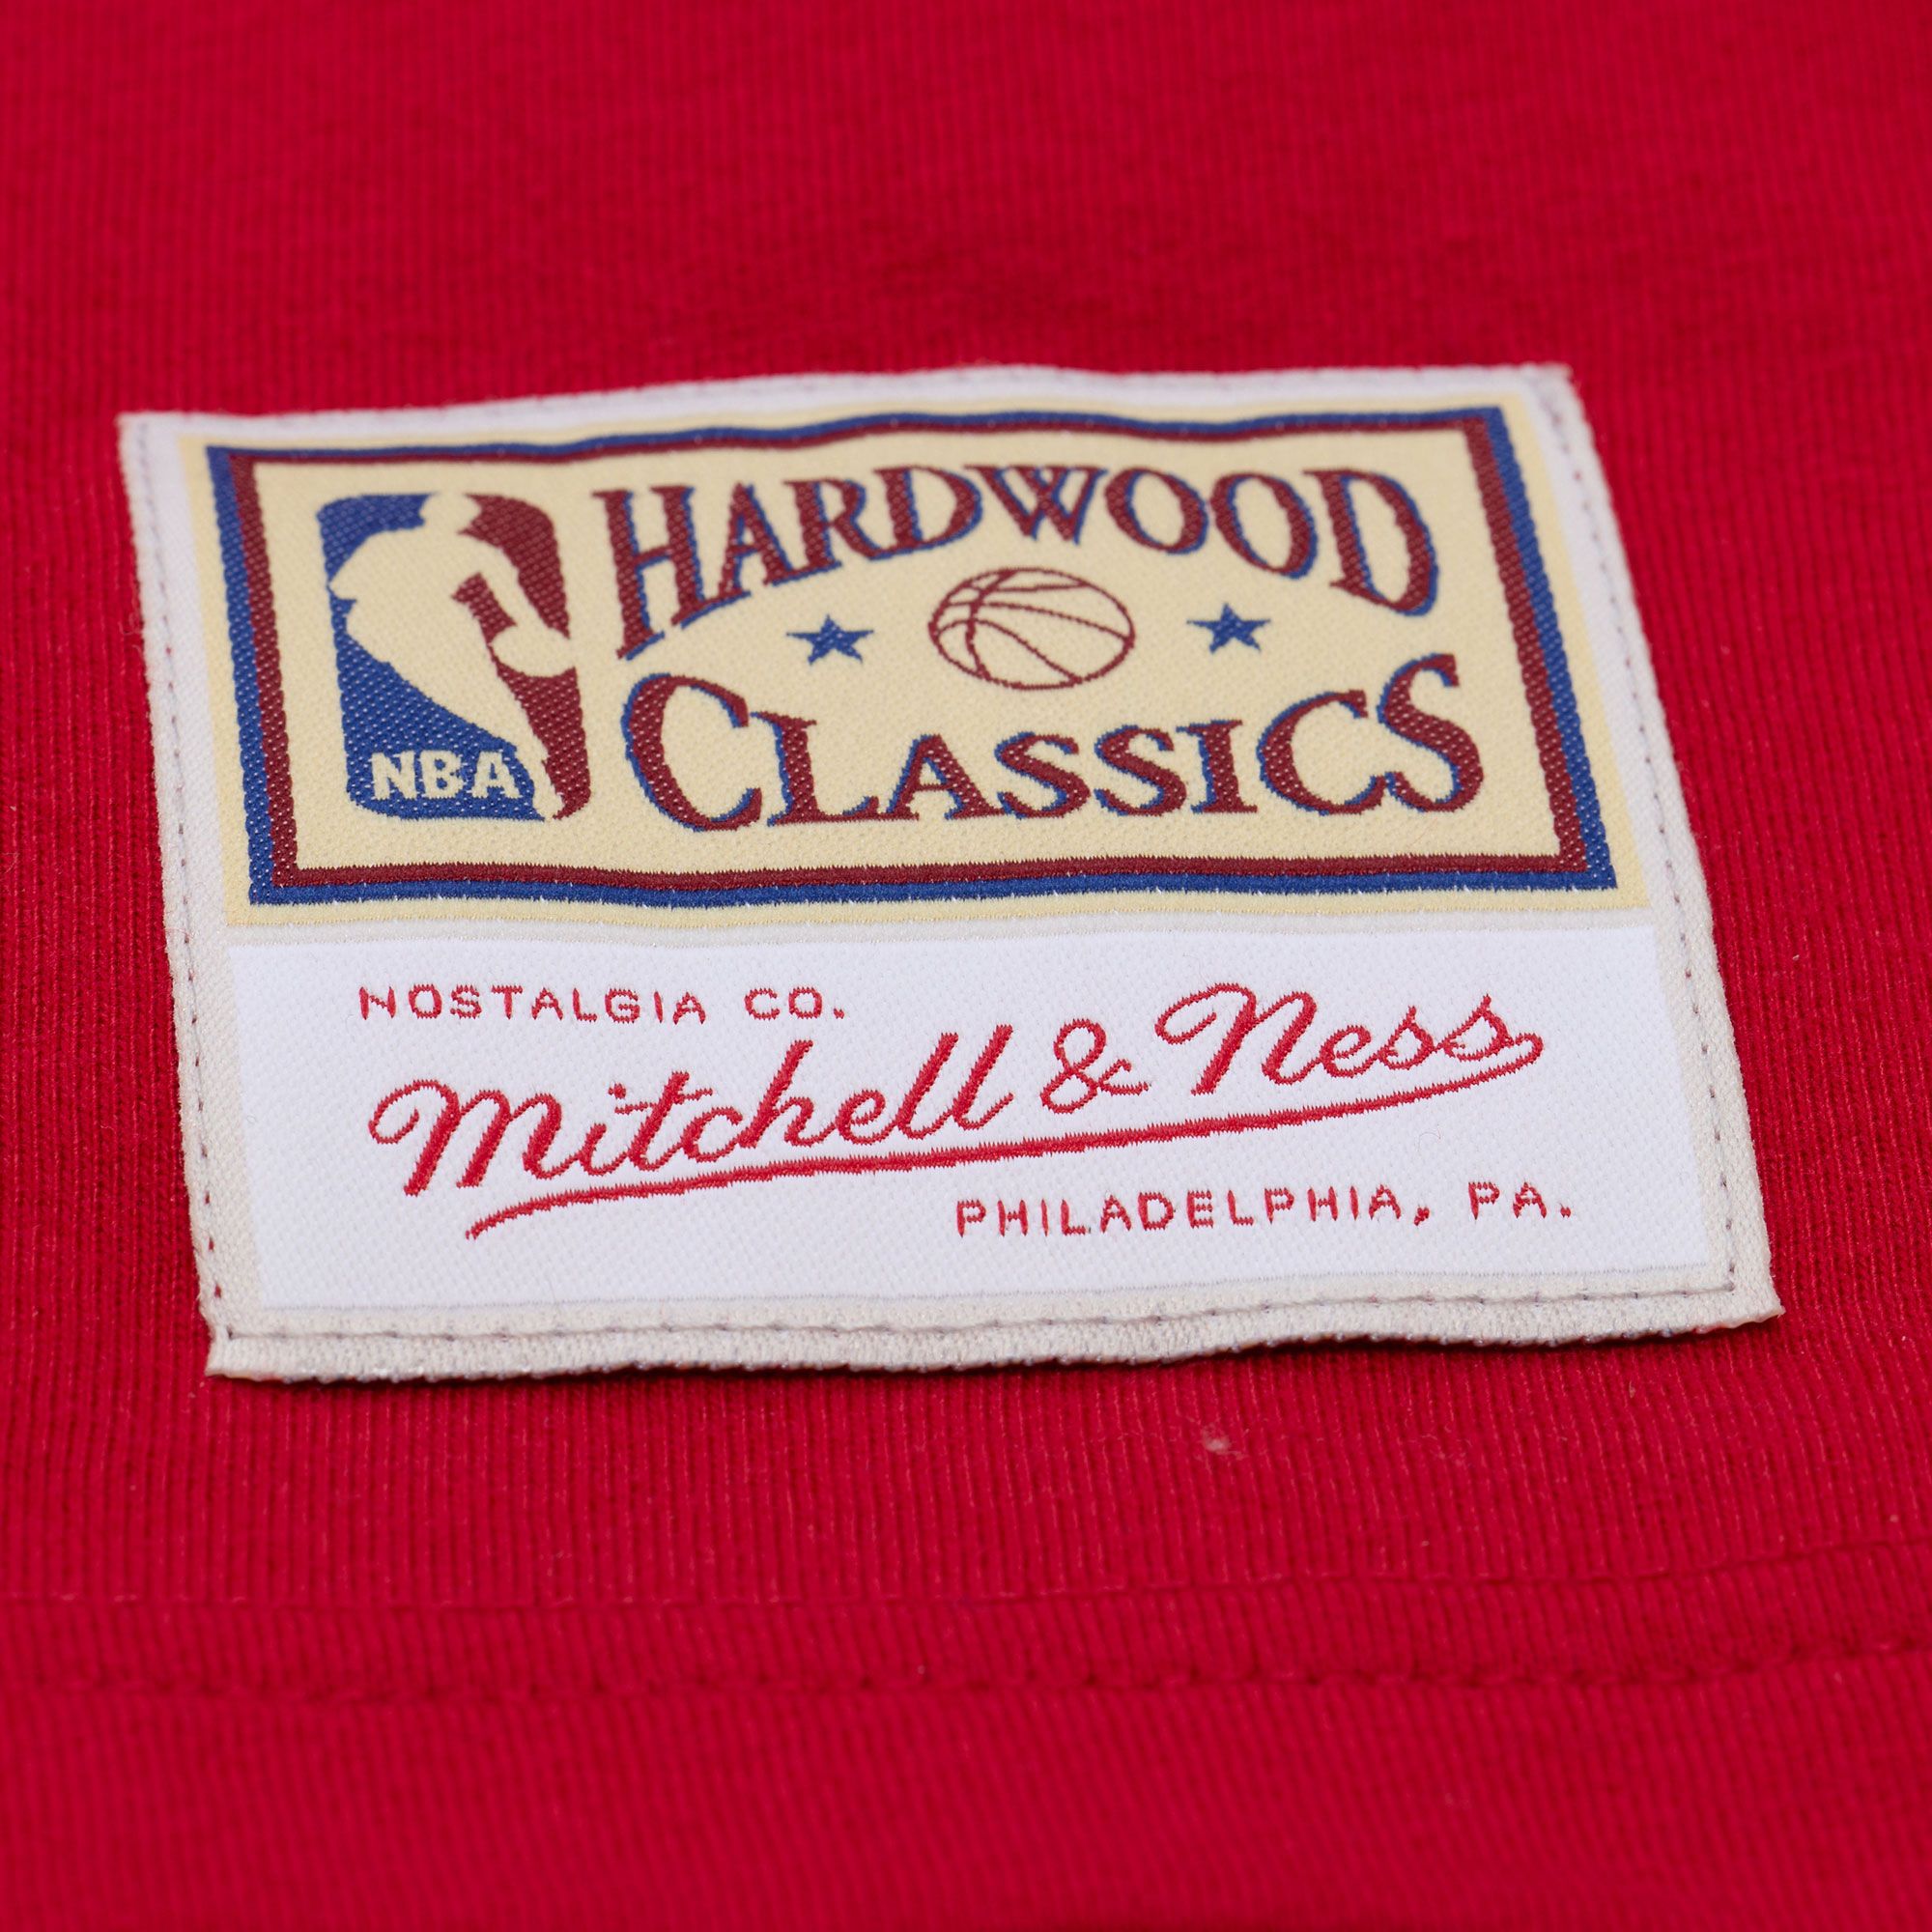 HARDWOOD
CLASSICS
NBA
NOSTALGIA CO.
Mitchell & Ness
PHILADELPHIA, PA.